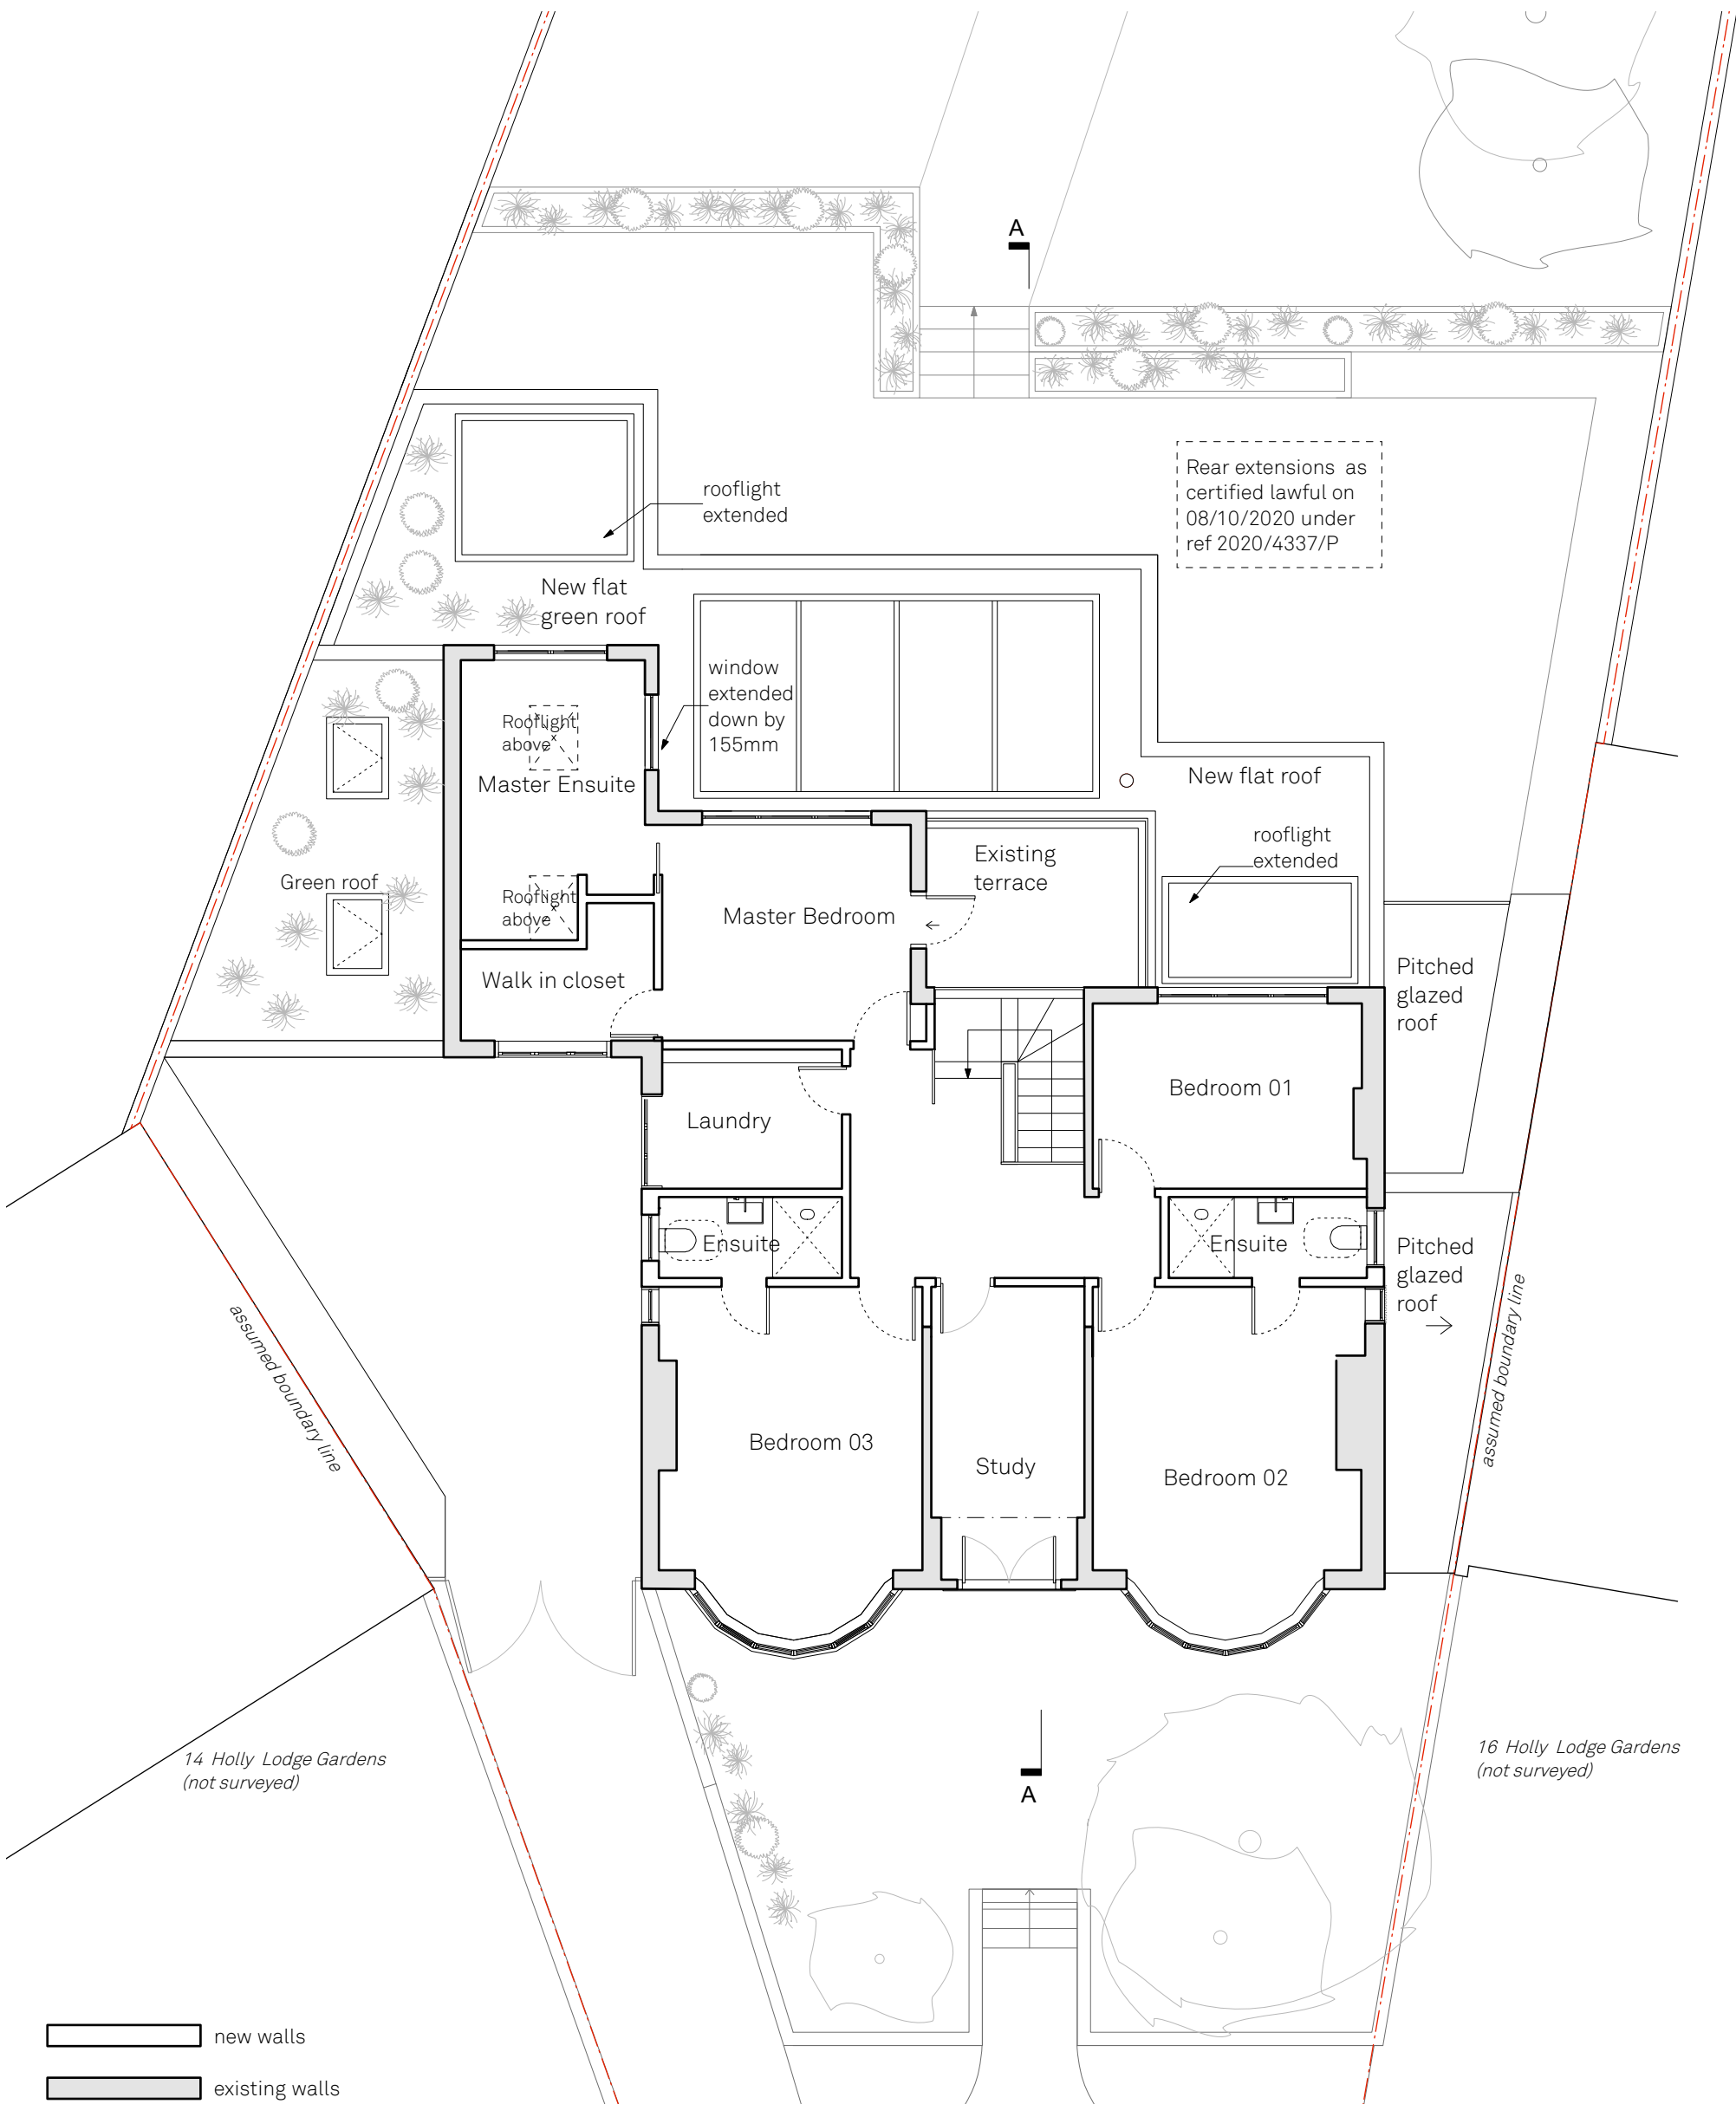 A
Rear extensions as
certified lawful on
08/10/2020 under
ref 2020/4337/P
rooflight
extended
New flat
green roof
window
extended
down by
155mm
Rooflight
above
Master Ensuite
New flat roof
rooflight
extended
Existing
terrace
Green roof
Rooflight
above
Master Bedroom
Walk in closet
Pitched
glazed
roof
Bedroom 01
Laundry
Ensuite
Ensuite
Pitched
glazed
roof
assumed boundary line
assumed boundary line
Bedroom 03
Study
Bedroom 02
14 Holly Lodge Gardens
(not surveyed)
16 Holly Lodge Gardens
(not surveyed)
A
new walls
existing walls